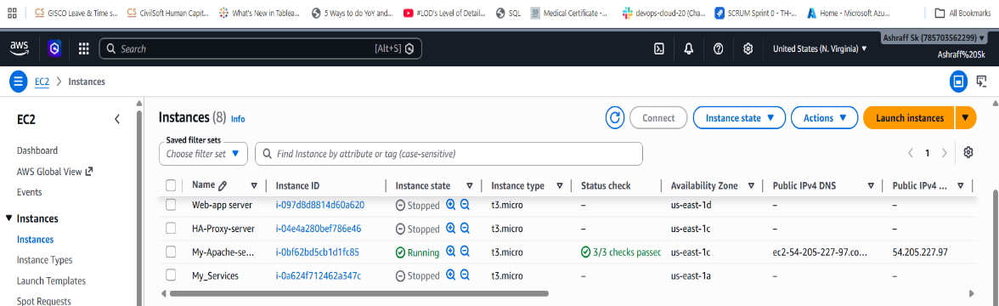 GISCO Leave & Time s... CivilSoft Human Capit... What's New in Tablea... 5 Ways to do YoY and... #LOD's Level of Detail... SQL Medical Certificate -... devops-cloud-20 (Cha... SCRUM Sprint 0 - TH-... Home - Microsoft Azu... All Bookmarks
aws Search [Alt+S] United States (N. Virginia) Ashraff Sk (785703562299)
Ashraff%20Sk
EC2 > Instances
EC2
Dashboard
AWS Global View
Events
Instances
Instances
Instance Types
Launch Templates
Spot Requests
Instances (8) Info
Connect Instance state Actions Launch instances
Saved filter sets
Choose filter set Find Instance by attribute or tag (case-sensitive) 1
Name Instance ID Instance state Instance type Status check Availability Zone Public IPv4 DNS Public IPv4 ...
Web-app server i-097d8d8814d60a620 Stopped t3.micro – us-east-1d – –
HA-Proxy-server i-04e4a280bef786e46 Stopped t3.micro – us-east-1c – –
My-Apache-se... i-0bf62bd5cb1d1fc85 Running t3.micro 3/3 checks passed us-east-1c ec2-54-205-227-97.co... 54.205.227.97
My_Services i-0a624f712462a347c Stopped t3.micro – us-east-1a – –